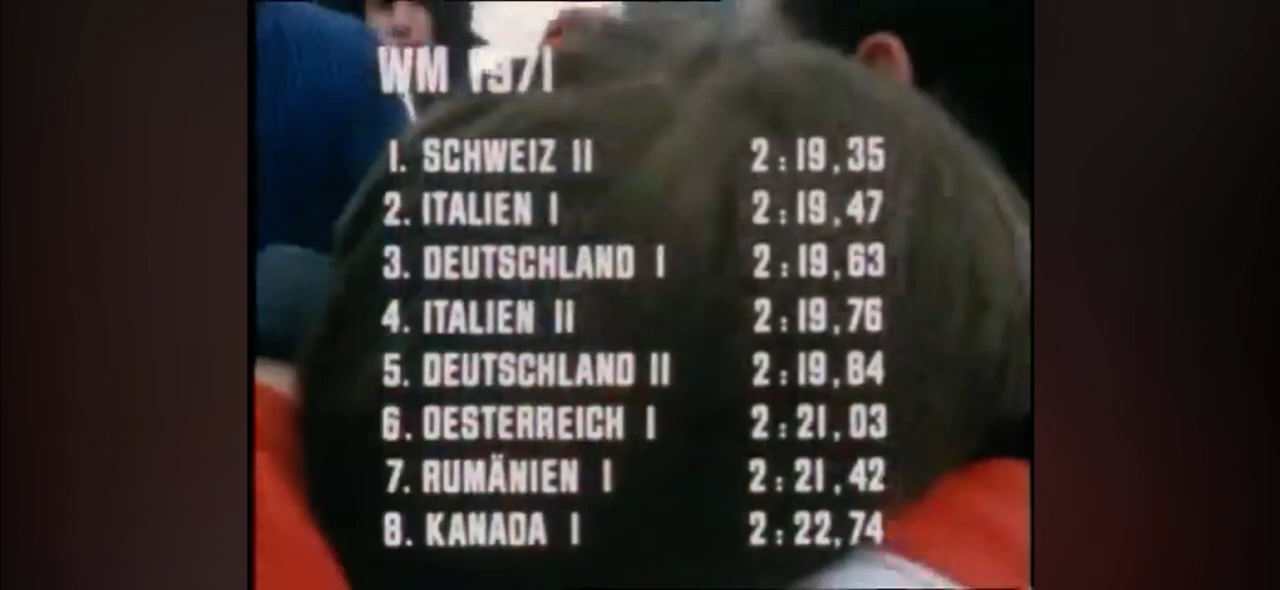 WM 1971
1. SCHWEIZ II 2:19,35
2. ITALIEN I 2:19,47
3. DEUTSCHLAND I 2:19,63
4. ITALIEN II 2:19,76
5. DEUTSCHLAND II 2:19,84
6. OESTERREICH I 2:21,03
7. RUMÄNIEN I 2:21,42
8. KANADA I 2:22,74